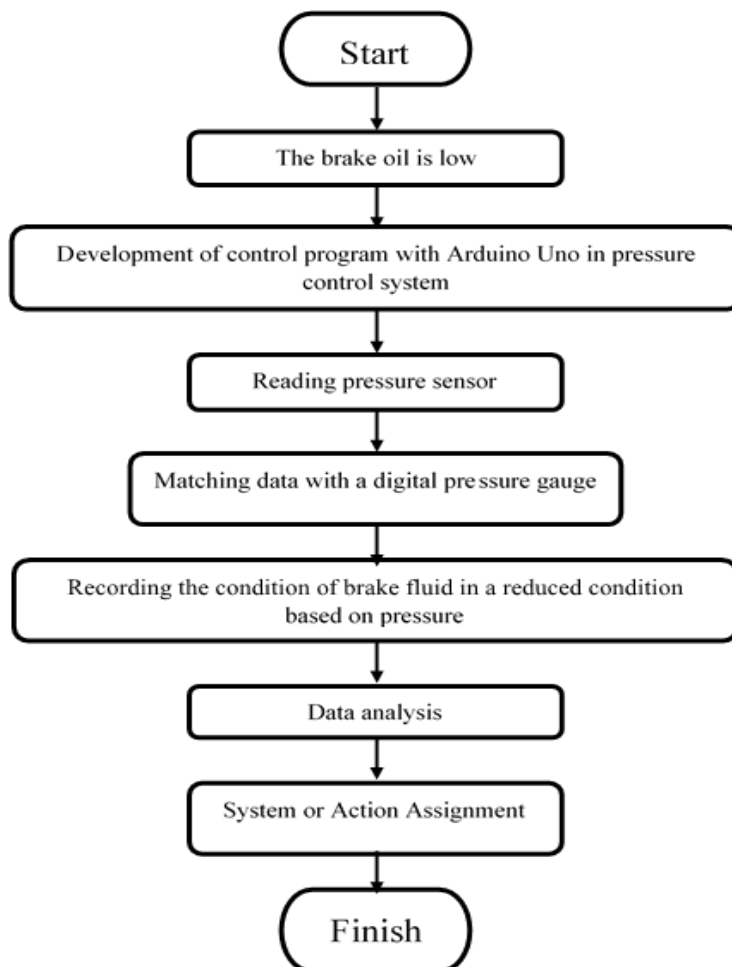 Start
The brake oil is low
Development of control program with Arduino Uno in pressure
control system
Reading pressure sensor
Matching data with a digital pressure gauge
Recording the condition of brake fluid in a reduced condition
based on pressure
Data analysis
System or Action Assignment
Finish